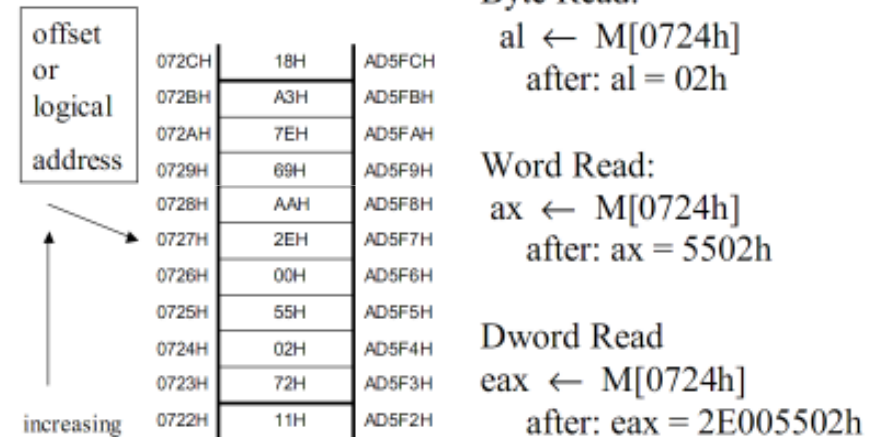 offset
or
logical
address
072CH 18H AD5FCH
072BH A3H AD5FBH
072AH 7EH AD5FAH
0729H 69H AD5F9H
0728H AAH AD5F8H
0727H 2EH AD5F7H
0726H 00H AD5F6H
0725H 55H AD5F5H
0724H 02H AD5F4H
0723H 72H AD5F3H
0722H 11H AD5F2H
increasing
Byte Read:
al ← M[0724h]
after: al = 02h
Word Read:
ax ← M[0724h]
after: ax = 5502h
Dword Read
eax ← M[0724h]
after: eax = 2E005502h